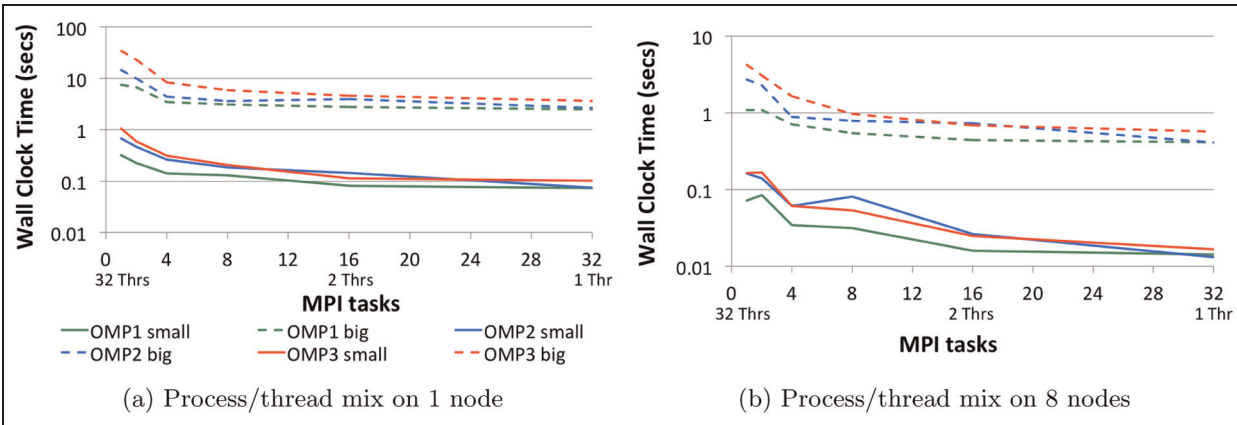 Wall Clock Time (secs)
100
10
1
0.1
0.01
0 4 8 12 16 20 24 28 32
32 Thrs 2 Thrs 1 Thr
MPI tasks
OMP1 small OMP1 big OMP2 small
OMP2 big OMP3 small OMP3 big
(a) Process/thread mix on 1 node
Wall Clock Time (secs)
10
1
0.1
0.01
0 4 8 12 16 20 24 28 32
32 Thrs 2 Thrs 1 Thr
MPI tasks
(b) Process/thread mix on 8 nodes